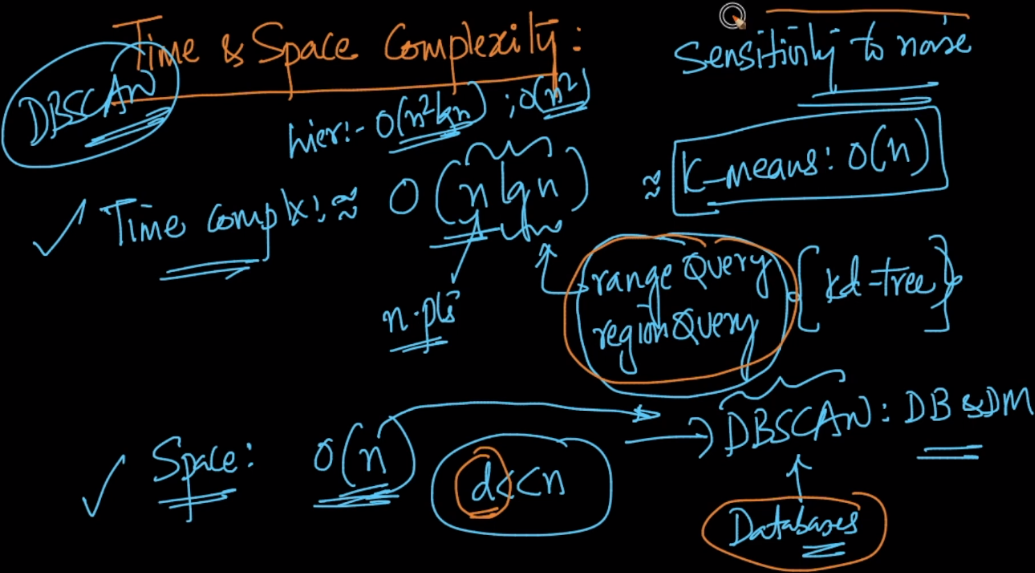 Time & Space Complexity:
DBSCAN
Sensitivity to noise
hier:- O(n²lgn) ; O(n²)
✓ Time complx: ≈ O(n lgn) ≈ K-means: O(n)
n.pts
range Query
region Query
[kd-tree]
✓ Space: O(n)
d<<n
→ DBSCAN: DB & DM
Databases